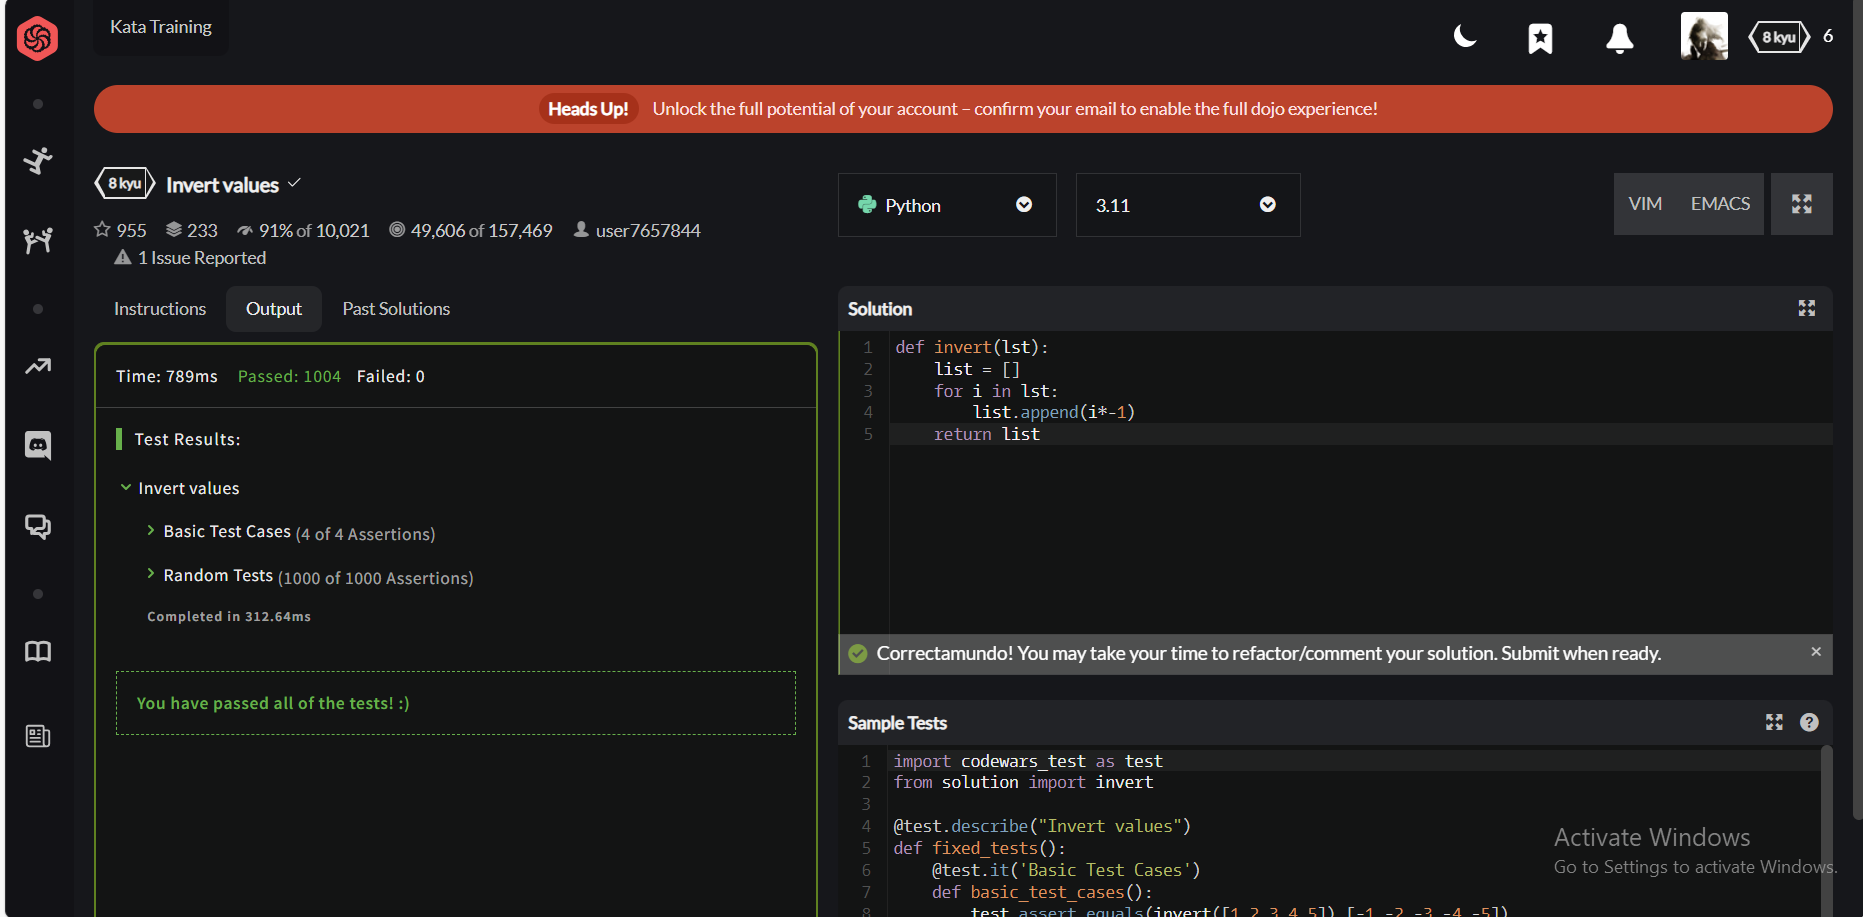 Kata Training
8 kyu 6
Heads Up! Unlock the full potential of your account – confirm your email to enable the full dojo experience!
8 kyu Invert values
955 233 91% of 10,021 49,606 of 157,469 user7657844
1 Issue Reported
Python
3.11
VIM EMACS
Instructions Output Past Solutions
Time: 789ms Passed: 1004 Failed: 0
Test Results:
Invert values
Basic Test Cases (4 of 4 Assertions)
Random Tests (1000 of 1000 Assertions)
Completed in 312.64ms
You have passed all of the tests! :)
Solution
1 def invert(lst):
2     list = []
3     for i in lst:
4         list.append(i*-1)
5     return list
Correctamundo! You may take your time to refactor/comment your solution. Submit when ready. ×
Sample Tests ?
1 import codewars_test as test
2 from solution import invert
3
4 @test.describe("Invert values")
5 def fixed_tests():
6     @test.it('Basic Test Cases')
7     def basic_test_cases():
8         test.assert_equals(invert([1,2,3,4,5]),[-1,-2,-3,-4,-5])
Activate Windows
Go to Settings to activate Windows.